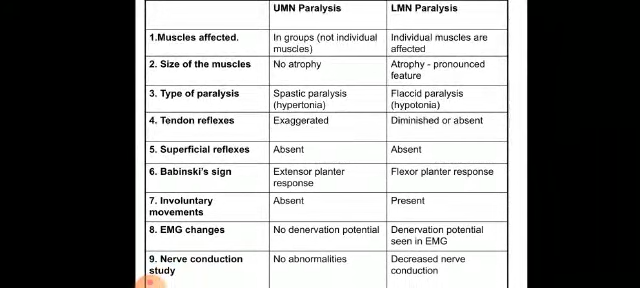 UMN Paralysis LMN Paralysis
1.Muscles affected. In groups (not individual Individual muscles are
muscles) affected
2. Size of the muscles No atrophy Atrophy - pronounced
feature
3. Type of paralysis Spastic paralysis Flaccid paralysis
(hypertonia) (hypotonia)
4. Tendon reflexes Exaggerated Diminished or absent
5. Superficial reflexes Absent Absent
6. Babinski's sign Extensor planter Flexor planter response
response
7. Involuntary Absent Present
movements
8. EMG changes No denervation potential Denervation potential
seen in EMG
9. Nerve conduction No abnormalities Decreased nerve
study conduction